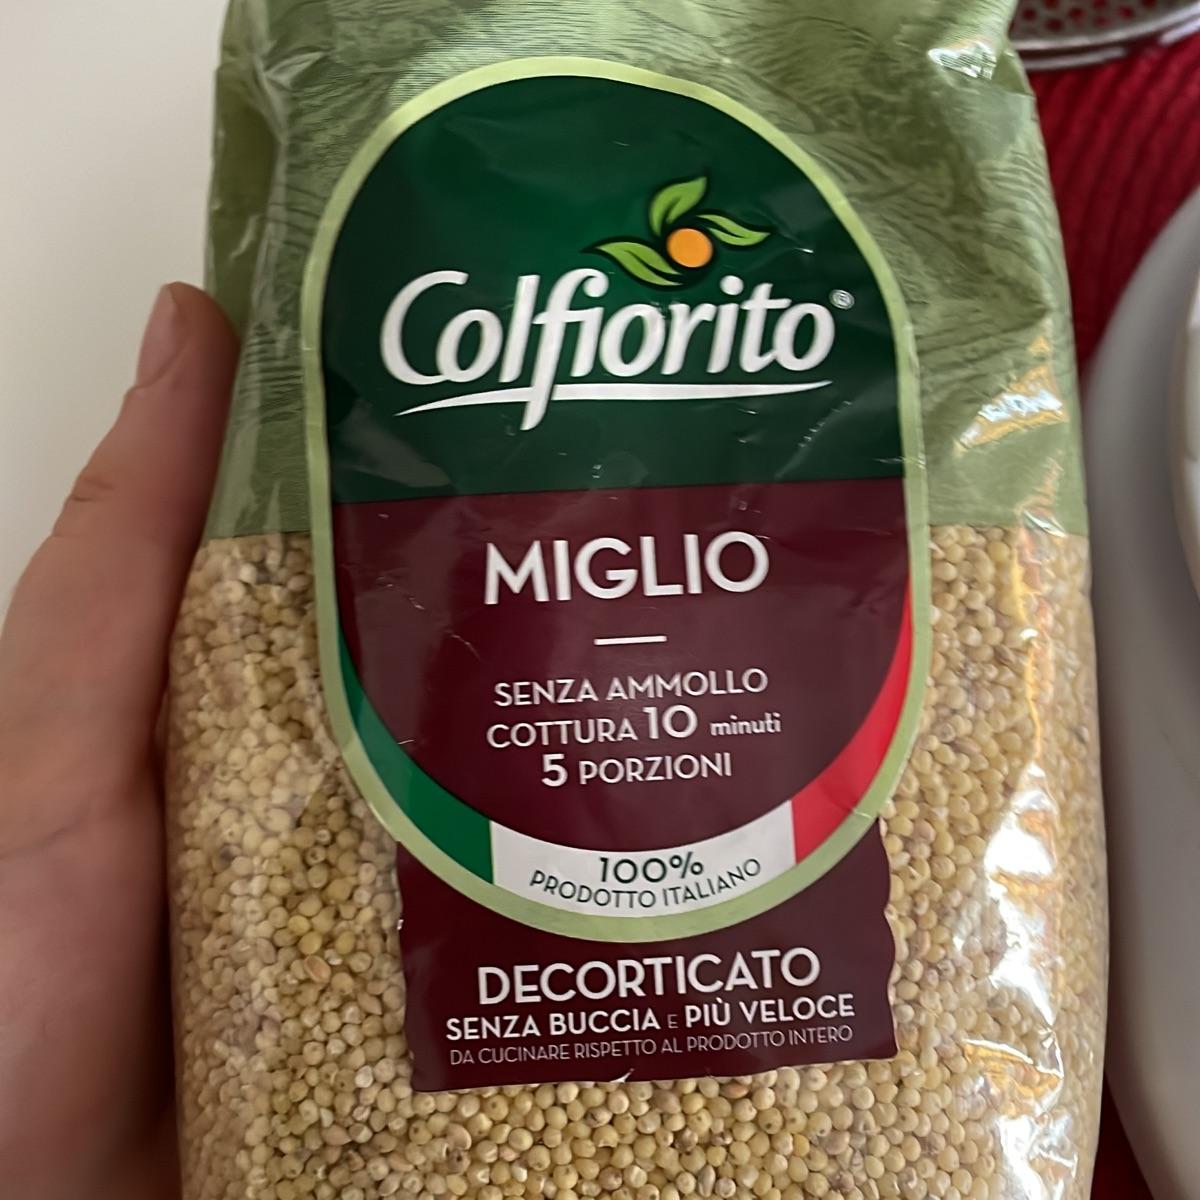 Colfiorito®
MIGLIO
SENZA AMMOLLO
COTTURA 10 minuti
5 PORZIONI
100%
PRODOTTO ITALIANO
DECORTICATO
SENZA BUCCIA E PIÙ VELOCE
DA CUCINARE RISPETTO AL PRODOTTO INTERO